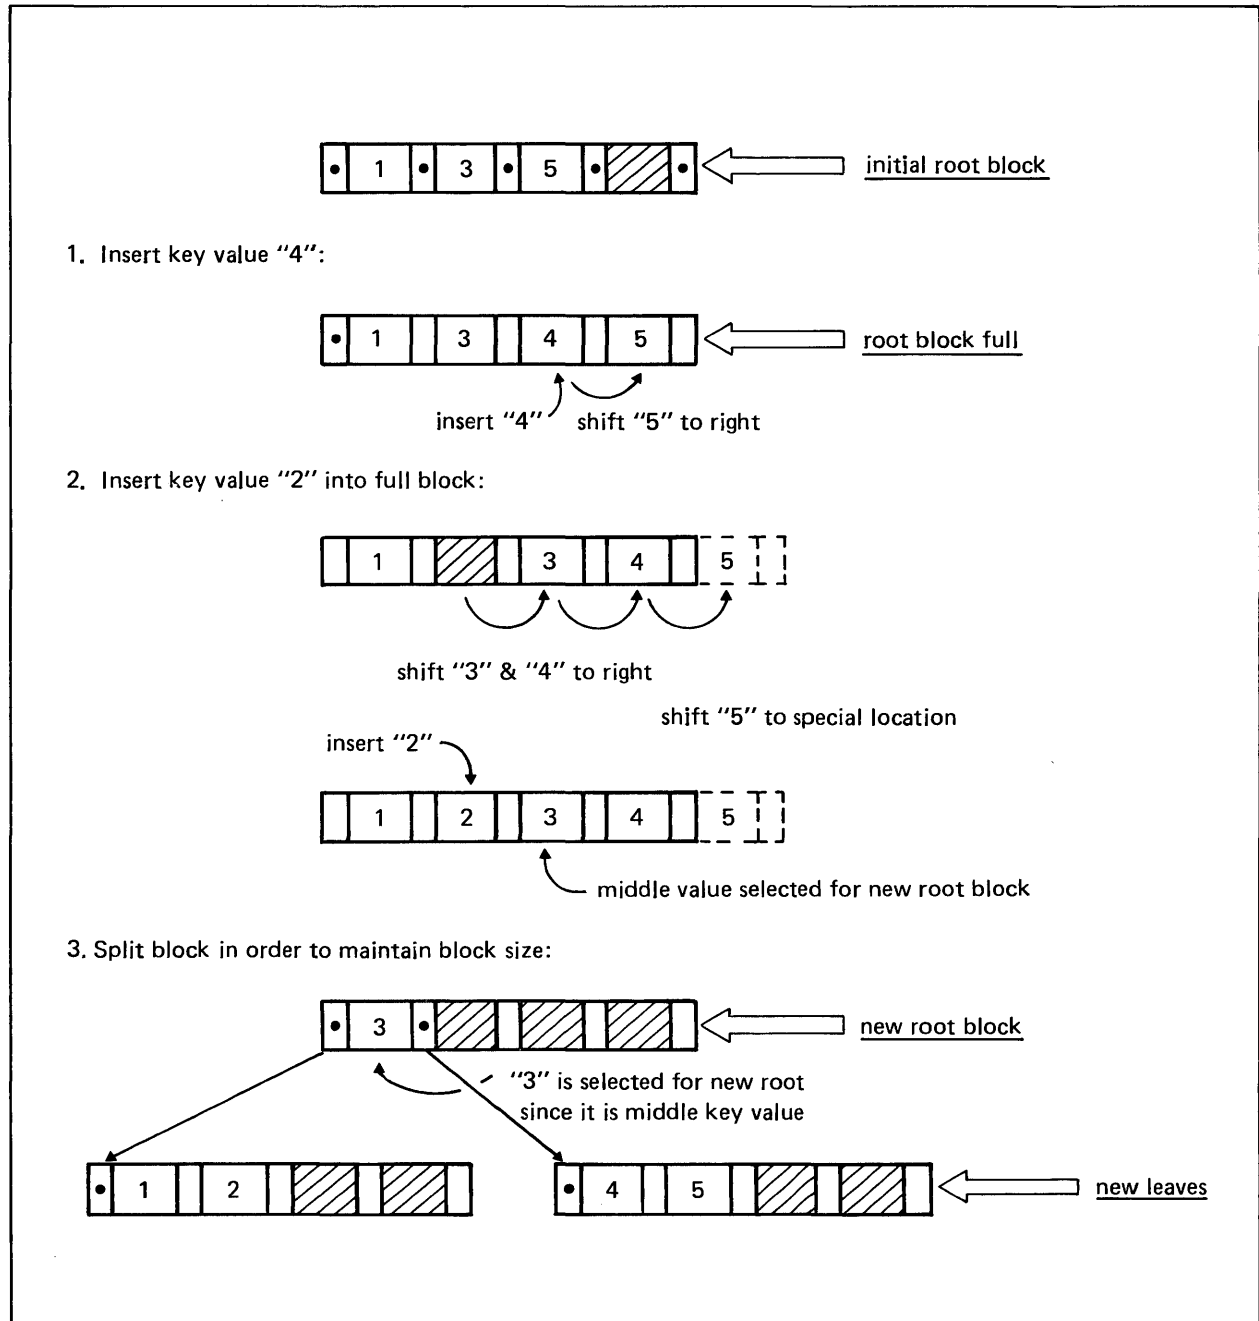 1 3 5 initial root block
1. Insert key value "4":
1 3 4 5 root block full
insert "4" shift "5" to right
2. Insert key value "2" into full block:
1 3 4 5
shift "3" & "4" to right
shift "5" to special location
insert "2"
1 2 3 4 5
middle value selected for new root block
3. Split block in order to maintain block size:
3 new root block
"3" is selected for new root
since it is middle key value
1 2 4 5 new leaves